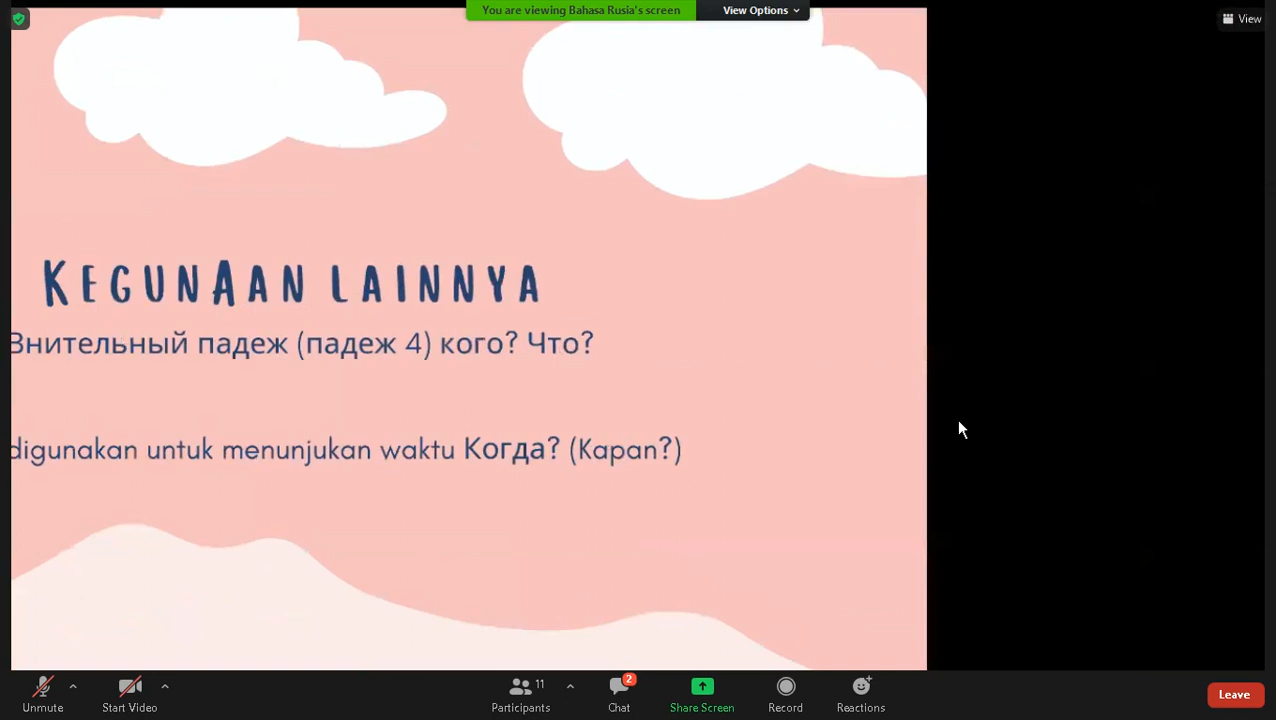 You are viewing Bahasa Rusia's screen
View Options
View
KEGUNAAN LAINNYA
Внительный падеж (падеж 4) кого? Что?
digunakan untuk menunjukan waktu Когда? (Kapan?)
Unmute
Start Video
11
Participants
2
Chat
Share Screen
Record
Reactions
Leave